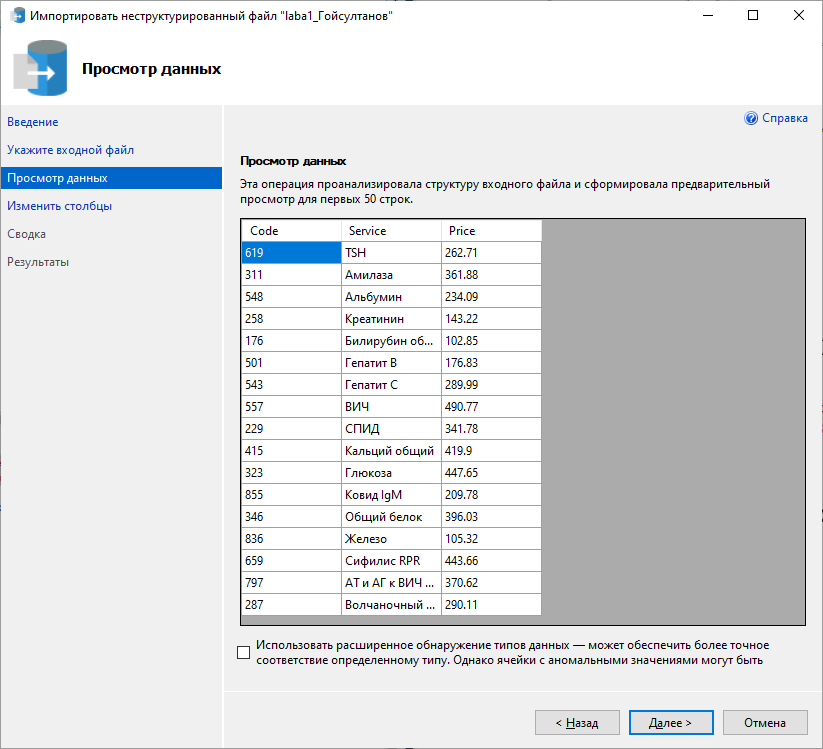 Импортировать неструктурированный файл "laba1_Гойсултанов"
Просмотр данных
Введение
Укажите входной файл
Просмотр данных
Изменить столбцы
Сводка
Результаты
Справка
Просмотр данных
Эта операция проанализировала структуру входного файла и сформировала предварительный
просмотр для первых 50 строк.
Code Service Price
619 TSH 262.71
311 Амилаза 361.88
548 Альбумин 234.09
258 Креатинин 143.22
176 Билирубин об... 102.85
501 Гепатит В 176.83
543 Гепатит С 289.99
557 ВИЧ 490.77
229 СПИД 341.78
415 Кальций общий 419.9
323 Глюкоза 447.65
855 Ковид IgM 209.78
346 Общий белок 396.03
836 Железо 105.32
659 Сифилис RPR 443.66
797 АТ и АГ к ВИЧ ... 370.62
287 Волчаночный ... 290.11
Использовать расширенное обнаружение типов данных — может обеспечить более точное
соответствие определенному типу. Однако ячейки с аномальными значениями могут быть
< Назад Далее > Отмена